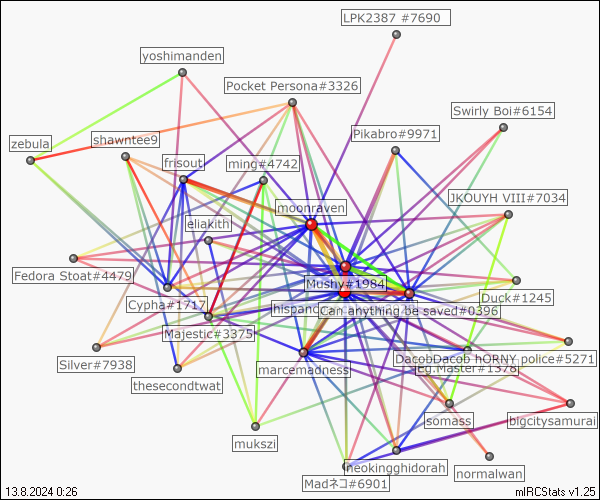 LPK2387 #7690
yoshimanden
Pocket Persona#3326
Swirly Boi#6154
Pikabro#9971
zebula
shawntee9
frisout
ming#4742
JKOUYH VIII#7034
moonraven
eliakith
Fedora Stoat#4479
Mushy#1984
Cypha#1717
hispano
Can anything be saved#0396
Duck#1245
Majestic#3375
Silver#7938
marcemadness
DacobDacob hORNY police#5271
Eg.Master#1378
thesecondtwat
somass
bigcitysamurai
mukszi
neokingghidorah
normalwan
Madネコ#6901
13.8.2024 0:26
mIRCStats v1.25